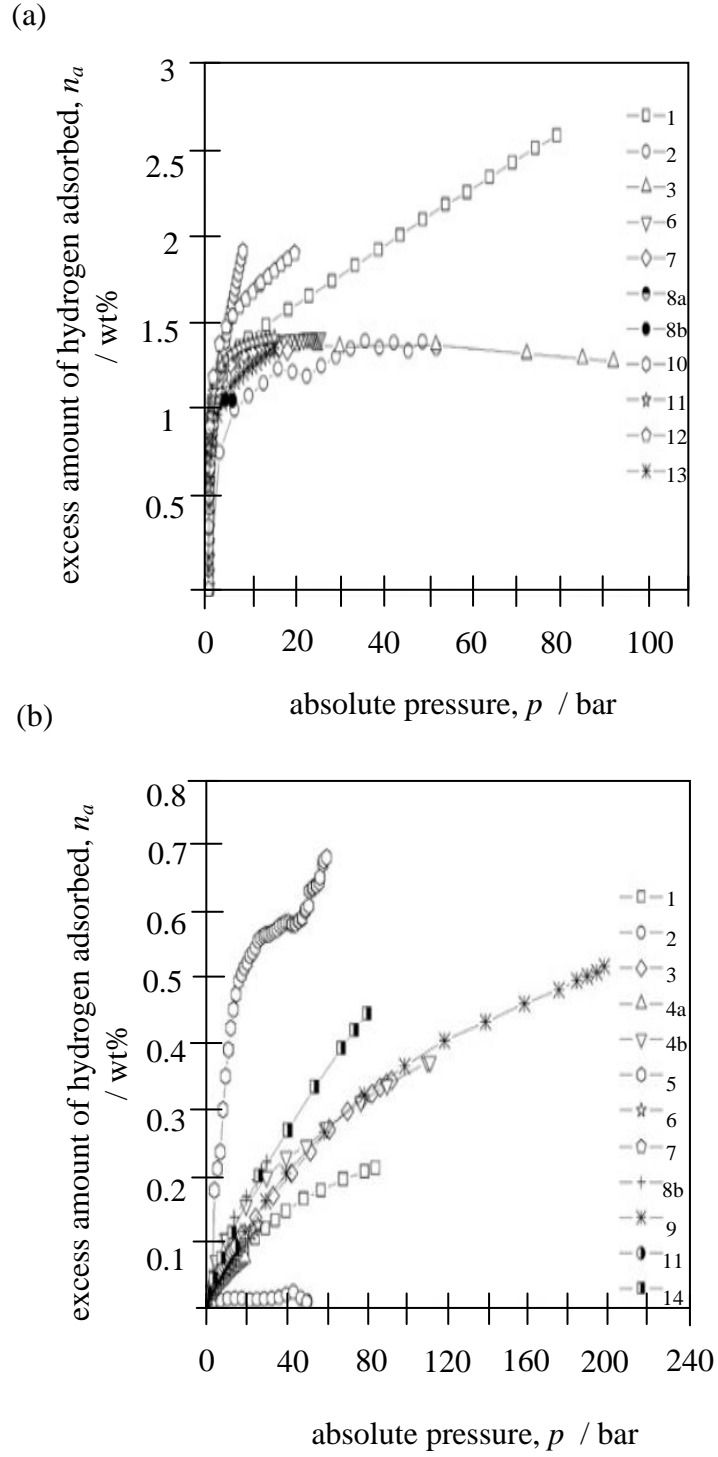 (a)
excess amount of hydrogen adsorbed, nₐ
/ wt%
3
2.5
2
1.5
1
0.5
0 20 40 60 80 100
absolute pressure, p / bar
1
2
3
6
7
8a
8b
10
11
12
13
(b)
excess amount of hydrogen adsorbed, nₐ
/ wt%
0.8
0.7
0.6
0.5
0.4
0.3
0.2
0.1
0 40 80 120 160 200 240
absolute pressure, p / bar
1
2
3
4a
4b
5
6
7
8b
9
11
14